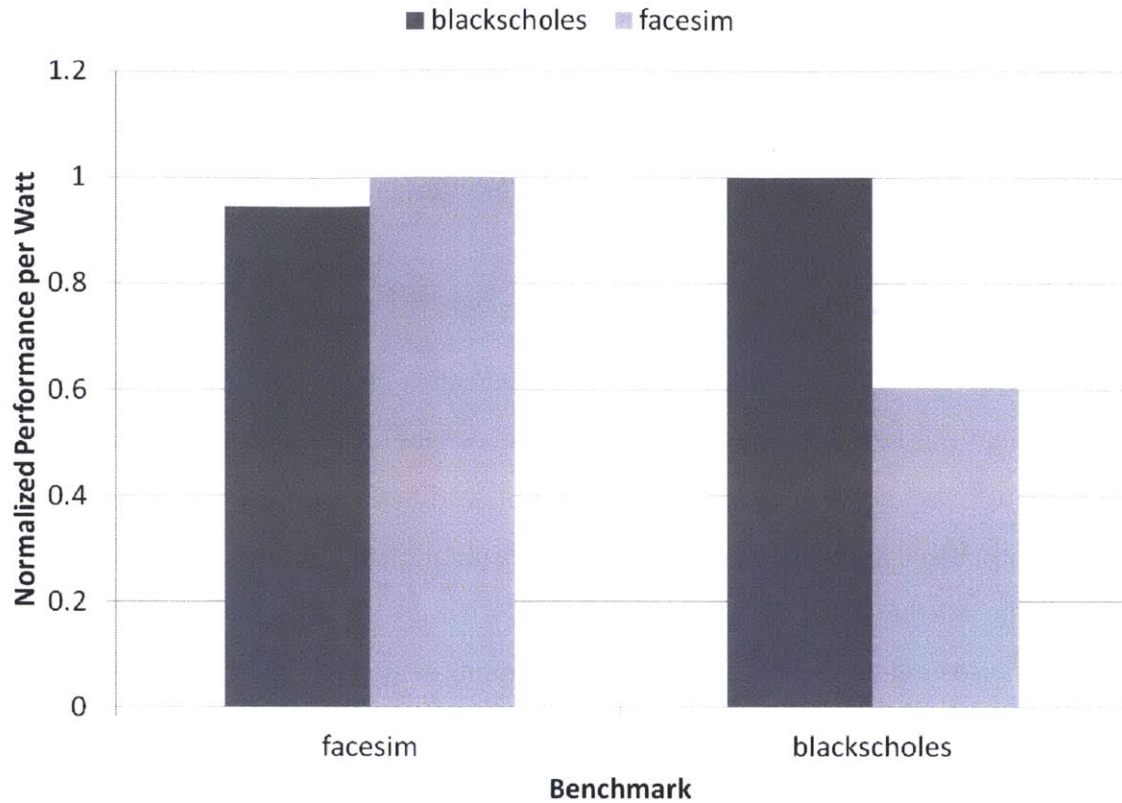 blackscholes facesim
1.2
1
0.8
0.6
0.4
0.2
0
Normalized Performance per Watt
facesim blackscholes
Benchmark